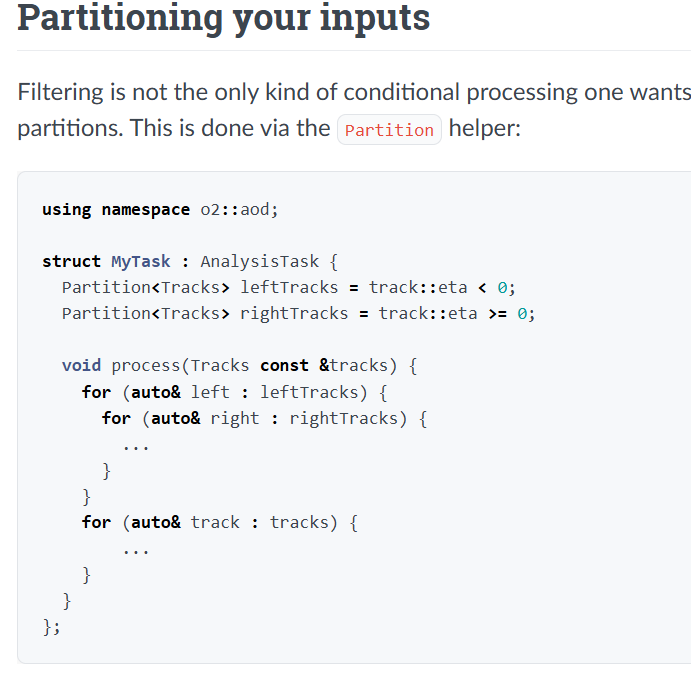 Partitioning your inputs
Filtering is not the only kind of conditional processing one wants
partitions. This is done via the Partition helper:
using namespace o2::aod;

struct MyTask : AnalysisTask {
  Partition<Tracks> leftTracks = track::eta < 0;
  Partition<Tracks> rightTracks = track::eta >= 0;

  void process(Tracks const &tracks) {
    for (auto& left : leftTracks) {
      for (auto& right : rightTracks) {
        ...
      }
    }
    for (auto& track : tracks) {
        ...
    }
  }
};